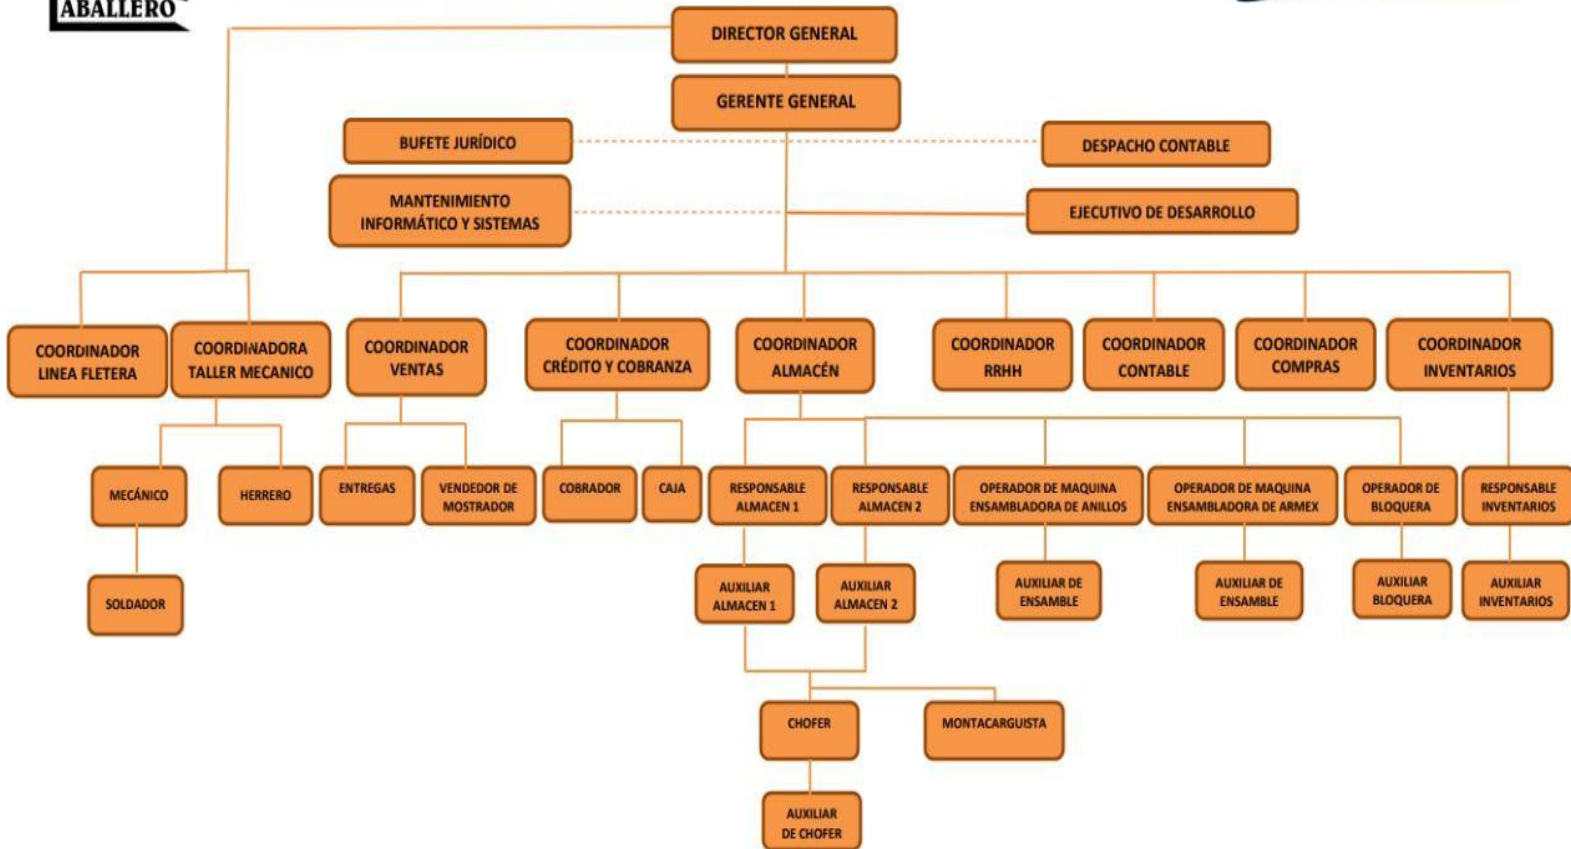 ABALLERO
DIRECTOR GENERAL
GERENTE GENERAL
BUFETE JURÍDICO
DESPACHO CONTABLE
MANTENIMIENTO
INFORMÁTICO Y SISTEMAS
EJECUTIVO DE DESARROLLO
COORDINADOR
LINEA FLETERA
COORDINADORA
TALLER MECANICO
COORDINADOR
VENTAS
COORDINADOR
CRÉDITO Y COBRANZA
COORDINADOR
ALMACÉN
COORDINADOR
RRHH
COORDINADOR
CONTABLE
COORDINADOR
COMPRAS
COORDINADOR
INVENTARIOS
MECÁNICO
HERRERO
ENTREGAS
VENDEDOR DE
MOSTRADOR
COBRADOR
CAJA
RESPONSABLE
ALMACEN 1
RESPONSABLE
ALMACEN 2
OPERADOR DE MAQUINA
ENSAMBLADORA DE ANILLOS
OPERADOR DE MAQUINA
ENSAMBLADORA DE ARMEX
OPERADOR DE
BLOQUERA
RESPONSABLE
INVENTARIOS
SOLDADOR
AUXILIAR
ALMACEN 1
AUXILIAR
ALMACEN 2
AUXILIAR DE
ENSAMBLE
AUXILIAR DE
ENSAMBLE
AUXILIAR
BLOQUERA
AUXILIAR
INVENTARIOS
CHOFER
MONTACARGUISTA
AUXILIAR
DE CHOFER